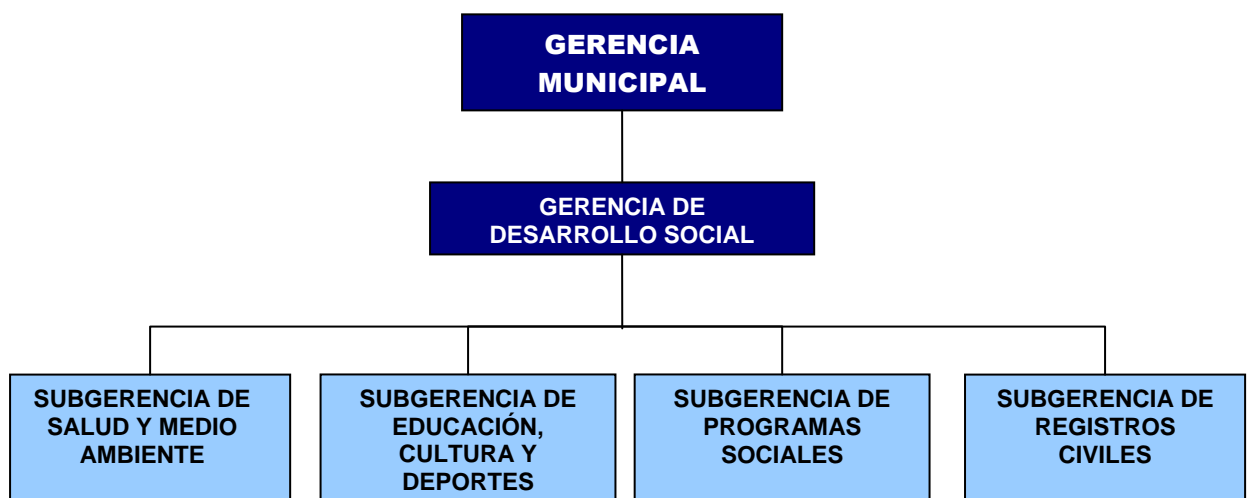 GERENCIA
MUNICIPAL
GERENCIA DE
DESARROLLO SOCIAL
SUBGERENCIA DE
SALUD Y MEDIO
AMBIENTE
SUBGERENCIA DE
EDUCACIÓN,
CULTURA Y
DEPORTES
SUBGERENCIA DE
PROGRAMAS
SOCIALES
SUBGERENCIA DE
REGISTROS
CIVILES